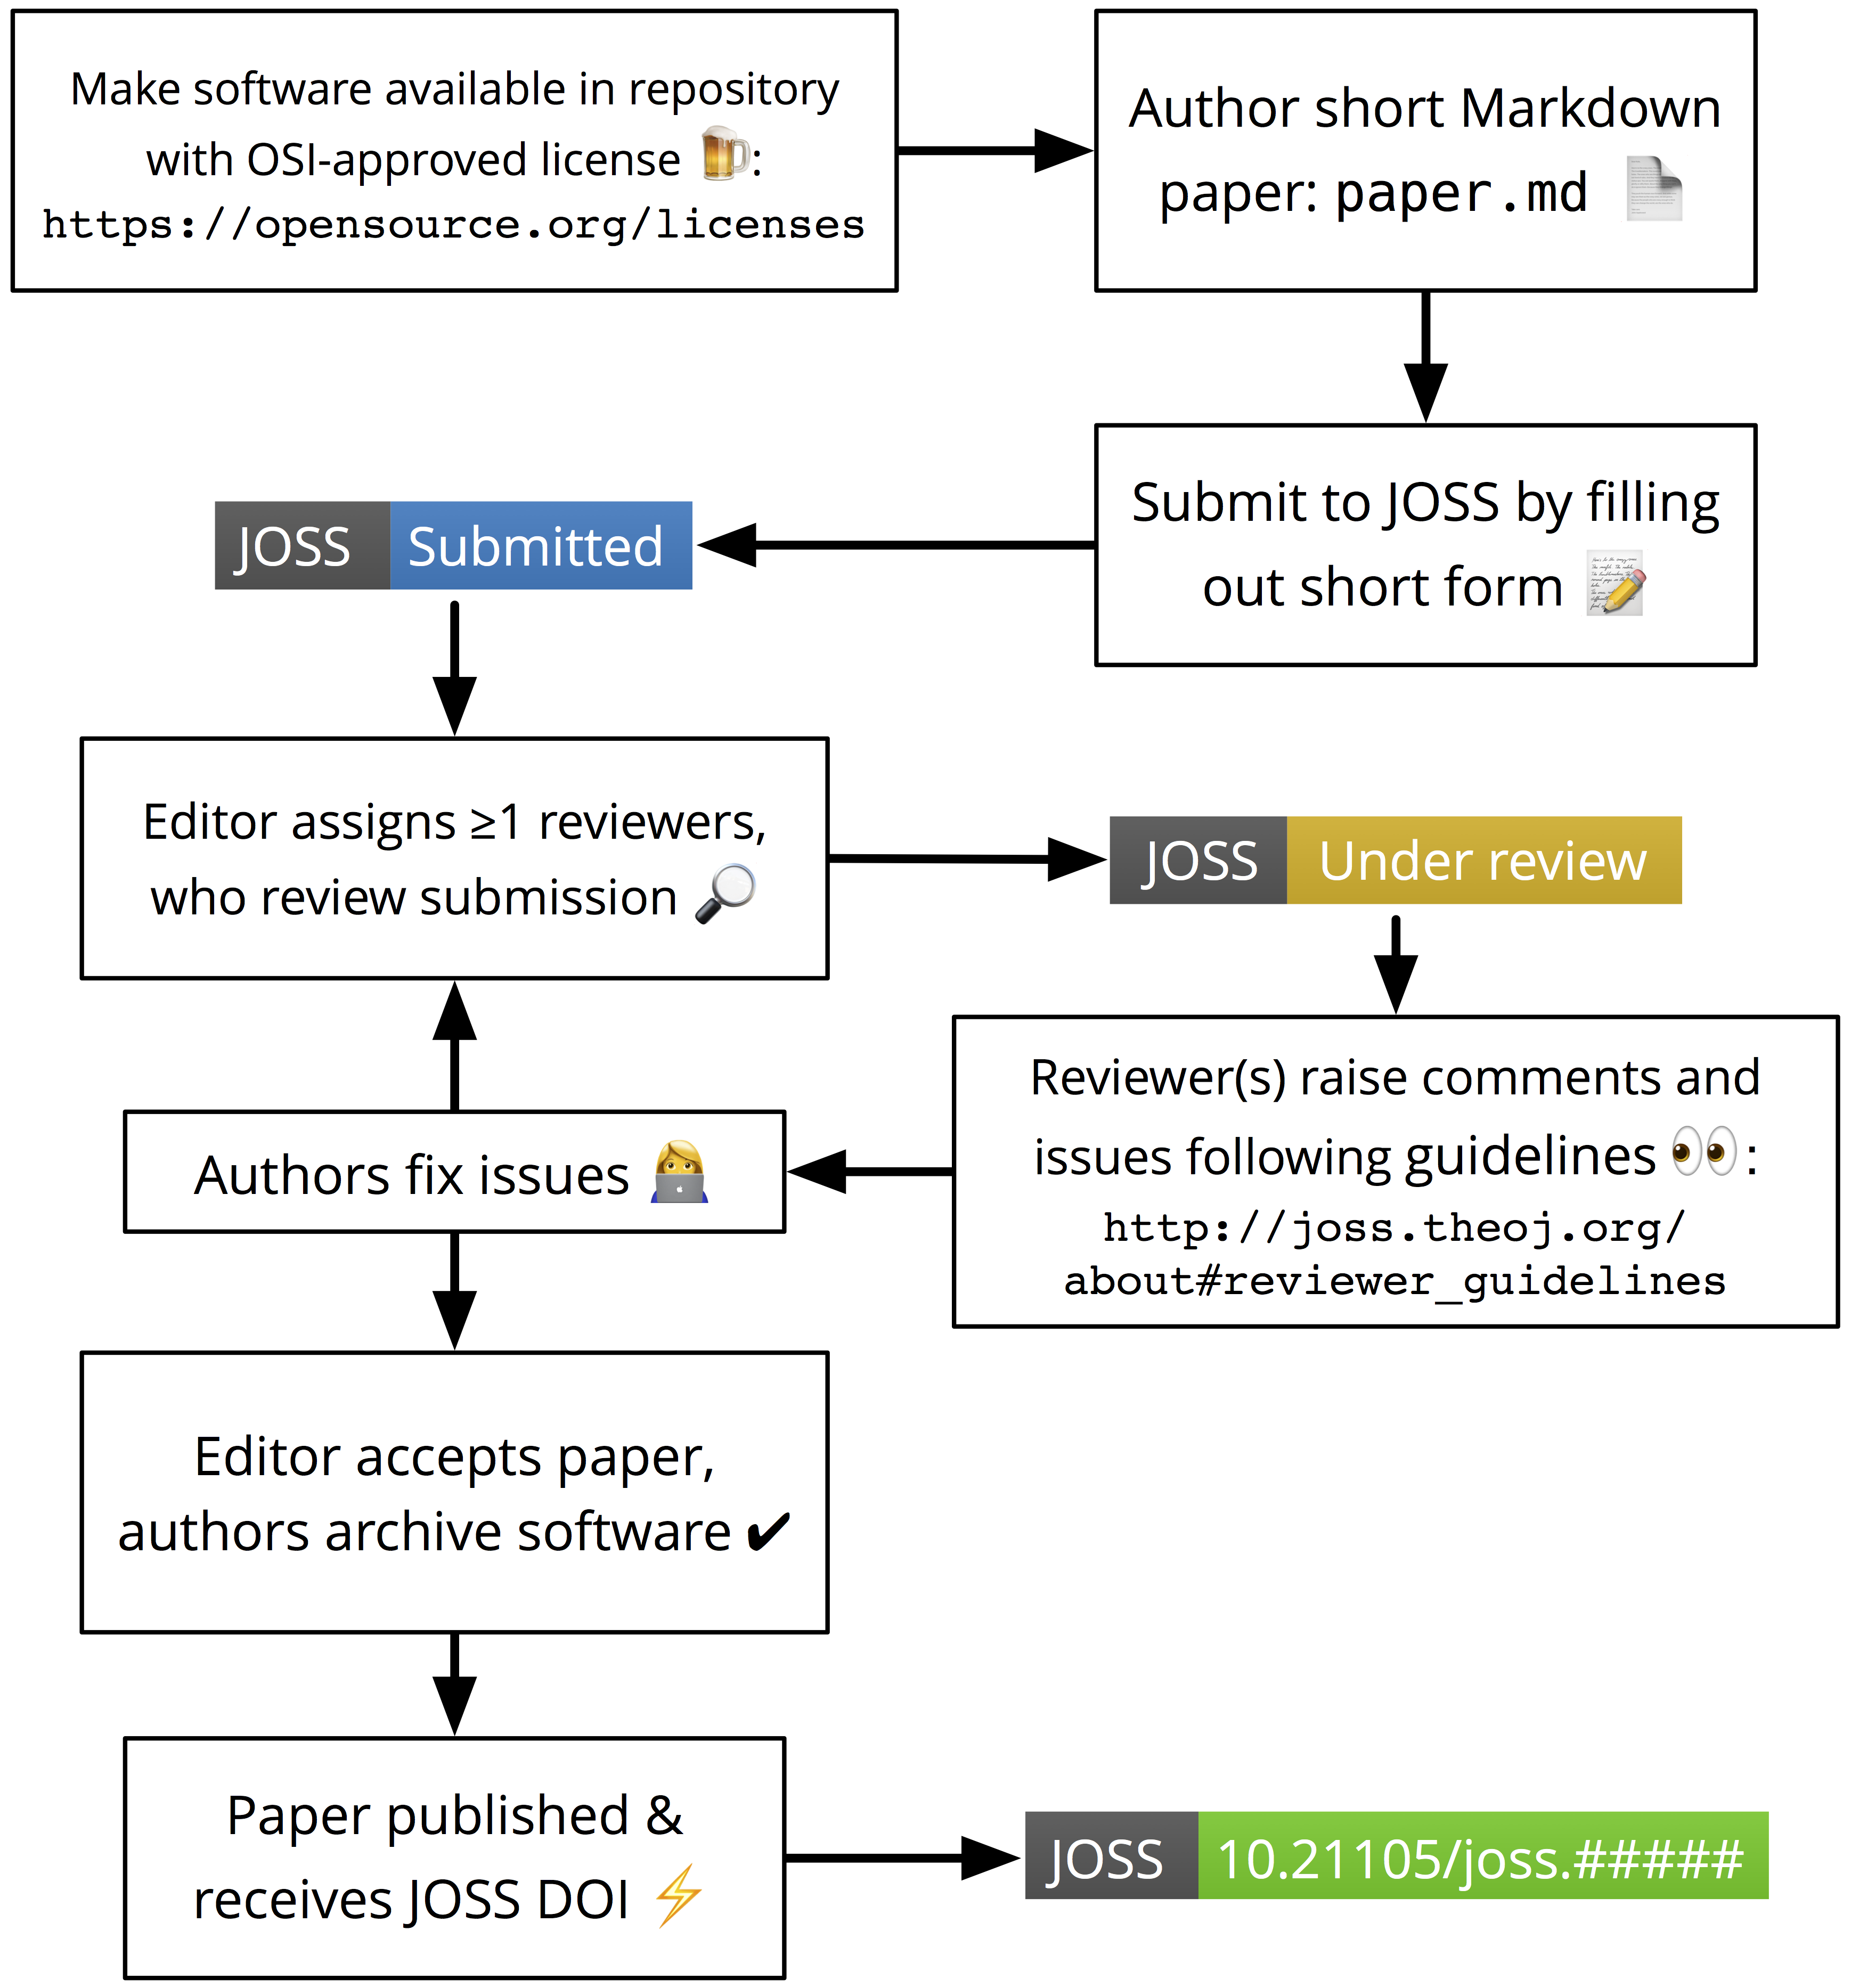 Make software available in repository
with OSI-approved license 🍺:
https://opensource.org/licenses
Author short Markdown
paper: paper.md
Submit to JOSS by filling
out short form
JOSS Submitted
Editor assigns ≥1 reviewers,
who review submission
JOSS Under review
Reviewer(s) raise comments and
issues following guidelines 👀:
http://joss.theoj.org/
about#reviewer_guidelines
Authors fix issues
Editor accepts paper,
authors archive software ✔
Paper published &
receives JOSS DOI ⚡
JOSS 10.21105/joss.#####